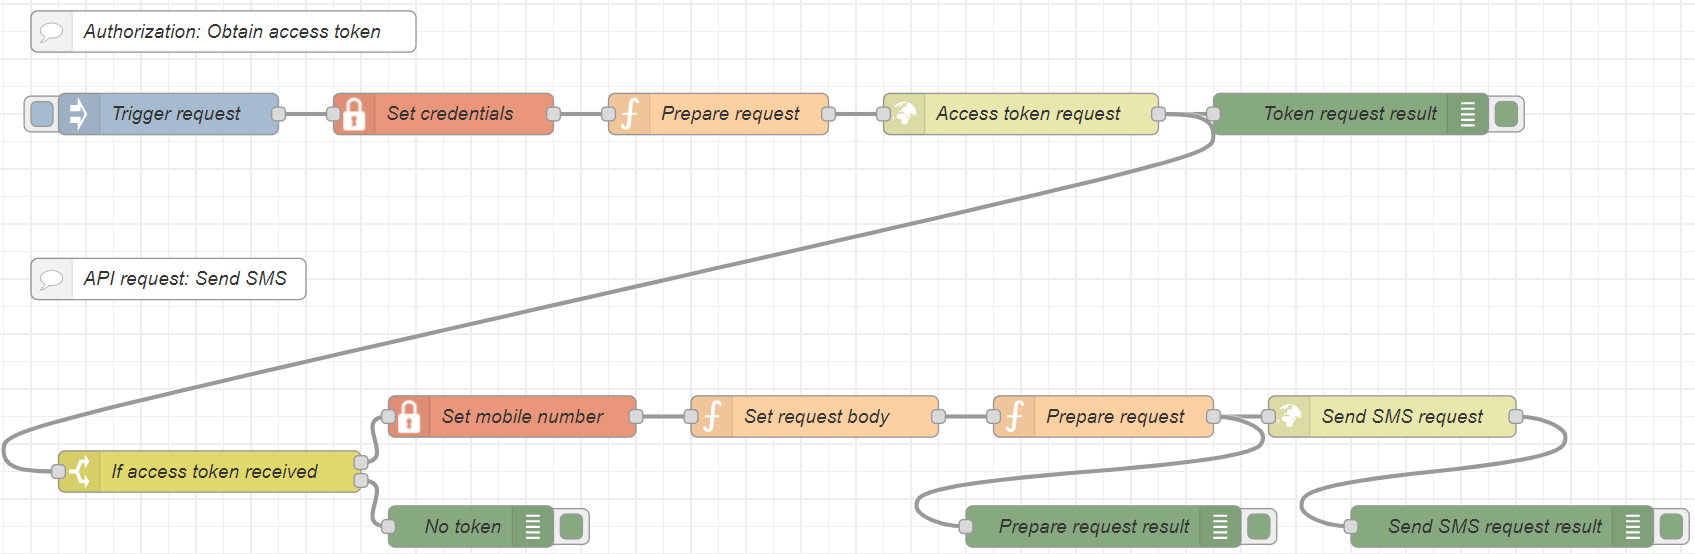 Authorization: Obtain access token
Trigger request
Set credentials
Prepare request
Access token request
Token request result
API request: Send SMS
Set mobile number
Set request body
Prepare request
Send SMS request
If access token received
No token
Prepare request result
Send SMS request result